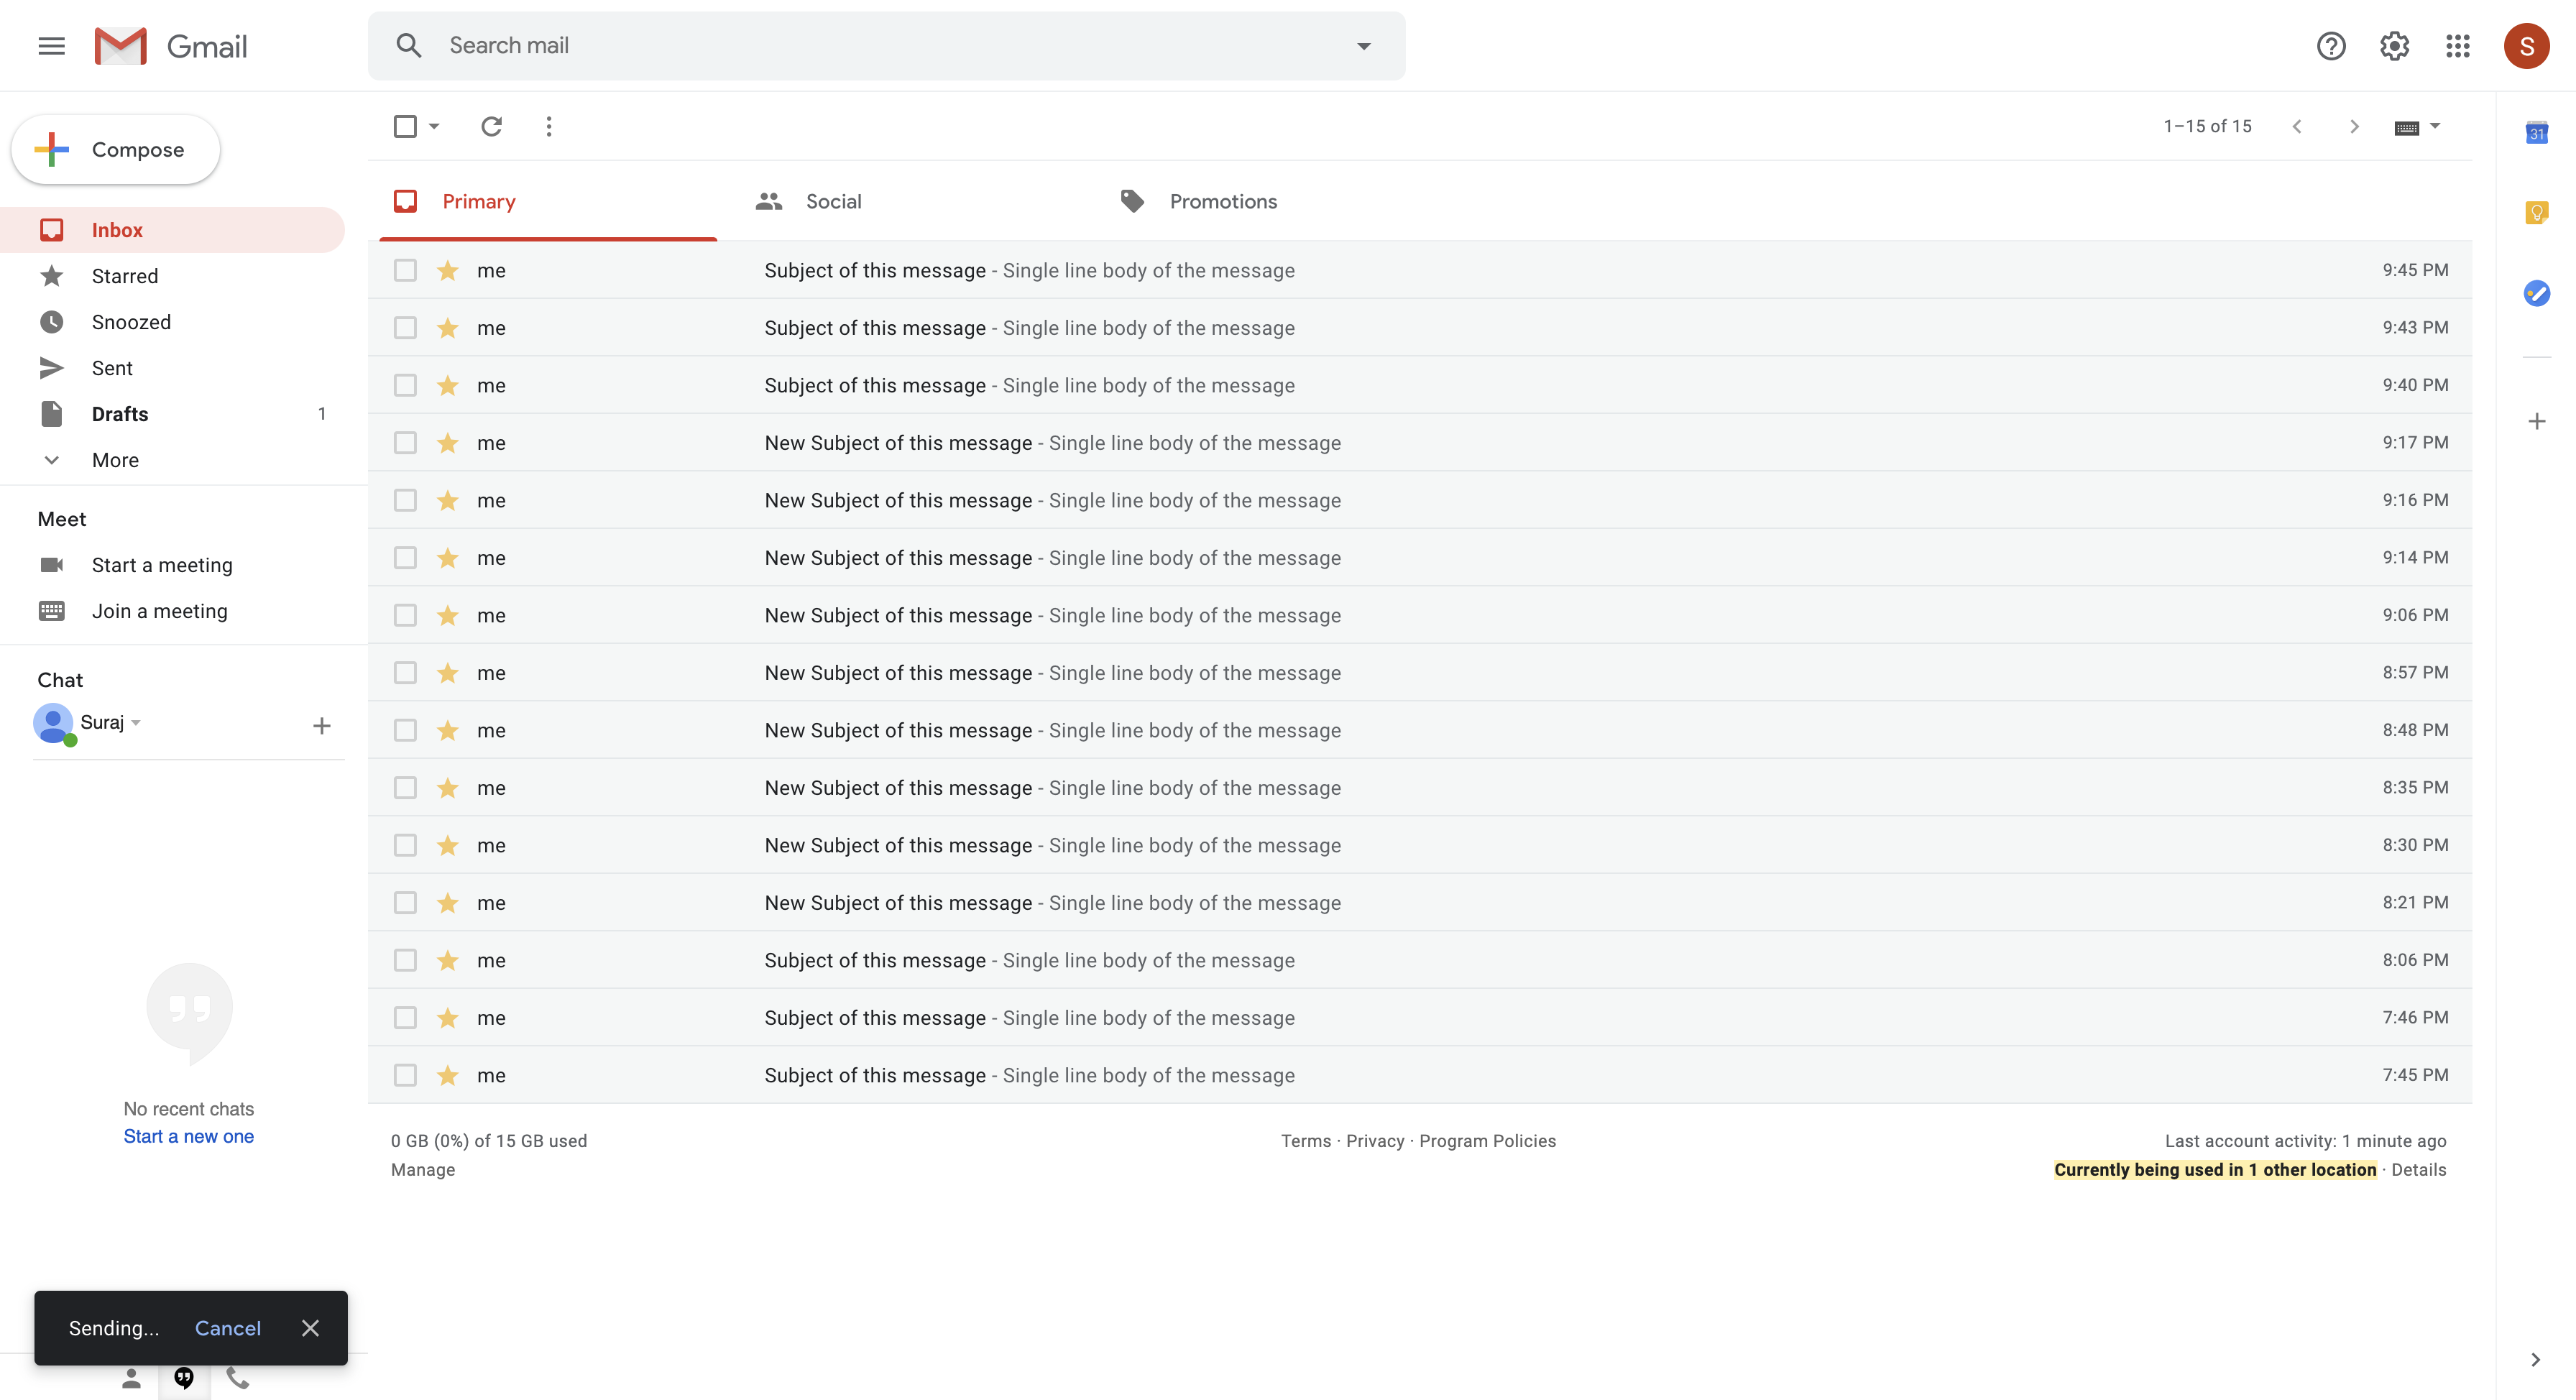 Gmail
Search mail
S
Compose
1–15 of 15
31
Inbox
Starred
Snoozed
Sent
Drafts 1
More
Meet
Start a meeting
Join a meeting
Chat
Suraj
No recent chats
Start a new one
Primary Social Promotions
me Subject of this message - Single line body of the message 9:45 PM
me Subject of this message - Single line body of the message 9:43 PM
me Subject of this message - Single line body of the message 9:40 PM
me New Subject of this message - Single line body of the message 9:17 PM
me New Subject of this message - Single line body of the message 9:16 PM
me New Subject of this message - Single line body of the message 9:14 PM
me New Subject of this message - Single line body of the message 9:06 PM
me New Subject of this message - Single line body of the message 8:57 PM
me New Subject of this message - Single line body of the message 8:48 PM
me New Subject of this message - Single line body of the message 8:35 PM
me New Subject of this message - Single line body of the message 8:30 PM
me New Subject of this message - Single line body of the message 8:21 PM
me Subject of this message - Single line body of the message 8:06 PM
me Subject of this message - Single line body of the message 7:46 PM
me Subject of this message - Single line body of the message 7:45 PM
0 GB (0%) of 15 GB used
Manage
Terms · Privacy · Program Policies
Last account activity: 1 minute ago
Currently being used in 1 other location · Details
Sending... Cancel